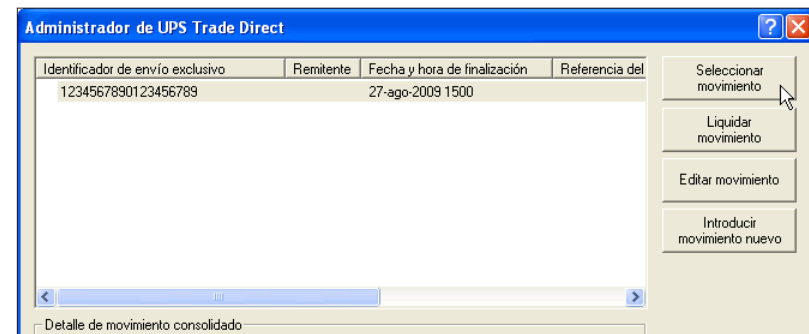 Administrador de UPS Trade Direct
Identificador de envío exclusivo Remitente Fecha y hora de finalización Referencia del
1234567890123456789 27-ago-2009 1500
Seleccionar
movimiento
Liquidar
movimiento
Editar movimiento
Introducir
movimiento nuevo
Detalle de movimiento consolidado